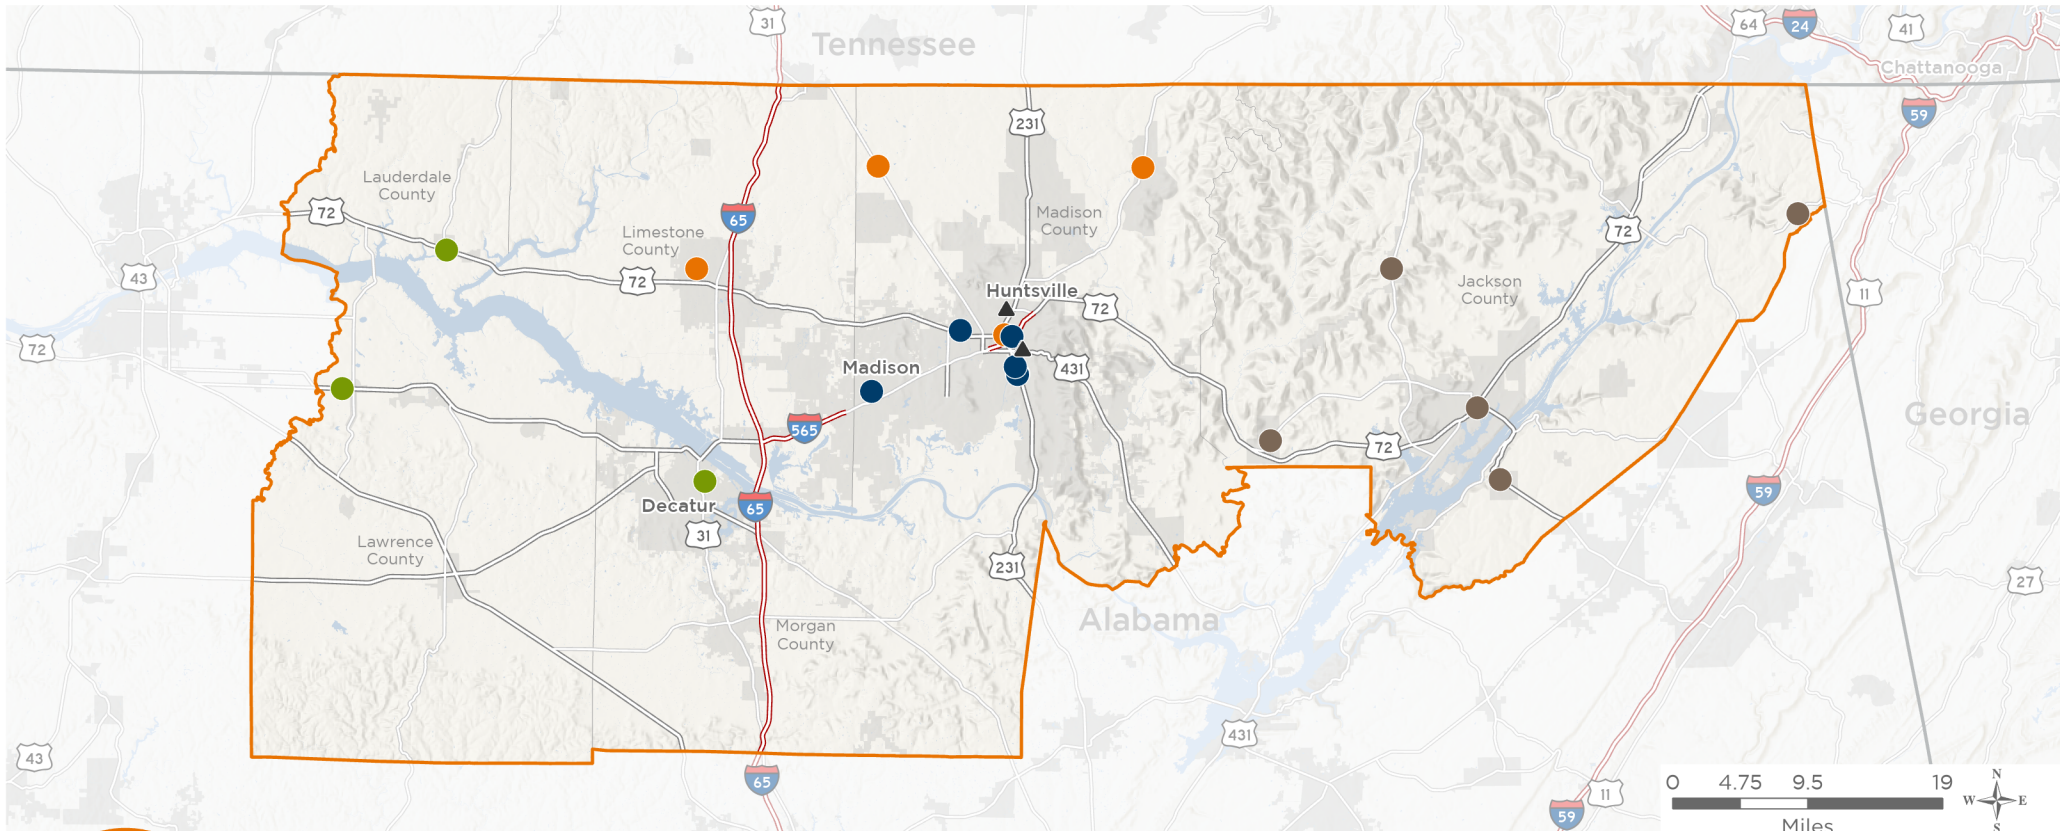 31
Tennessee
64
24
41
Chattanooga
59
231
Lauderdale
County
72
65
Limestone
County
Madison
County
72
43
72
Huntsville
72
Jackson
County
11
72
Madison
431
565
72
Georgia
Decatur
65
31
59
Lawrence
County
231
27
Alabama
Morgan
County
431
43
65
11
59
0 4.75 9.5 19
Miles
N
W E
S